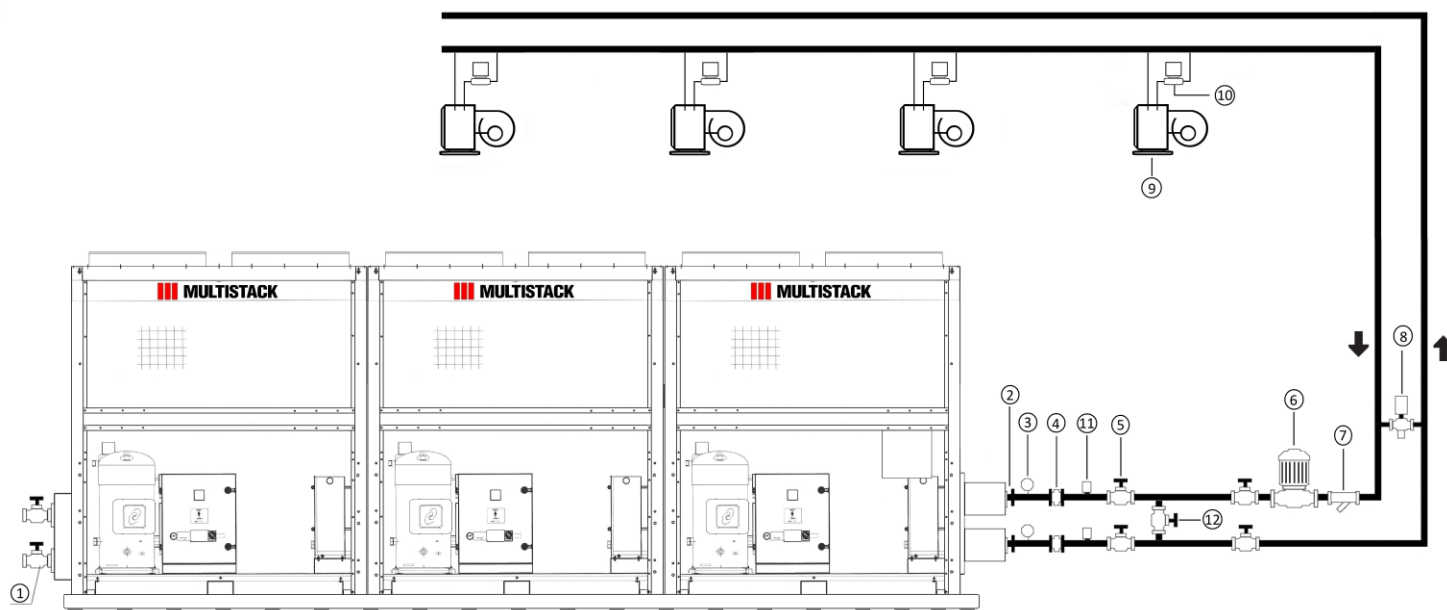 ⑩
⑨
MULTISTACK MULTISTACK MULTISTACK
⑧
② ③ ④ ⑪ ⑤ ⑥ ⑦
⑫
①